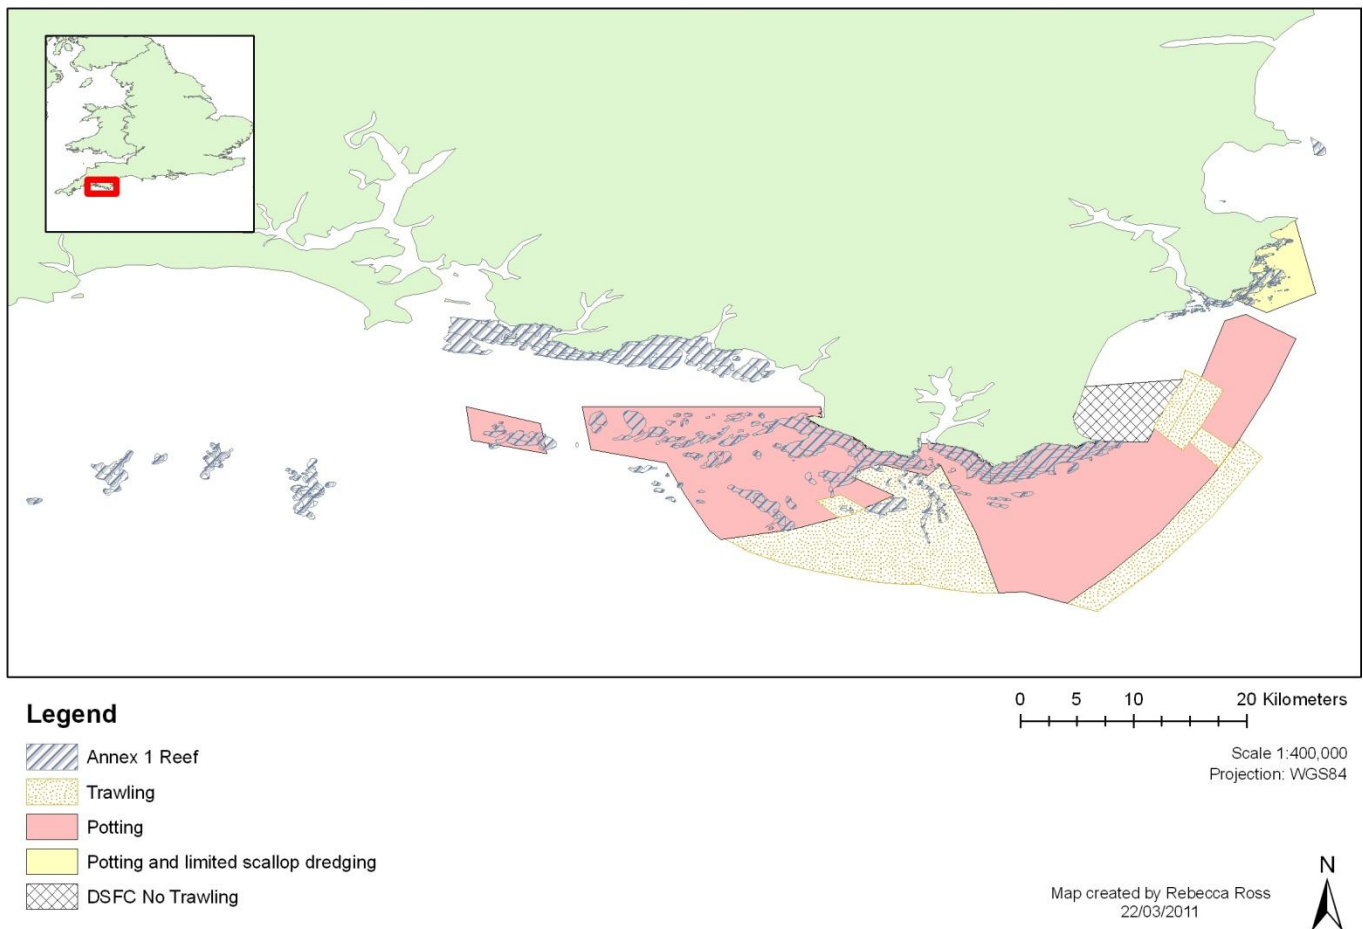 Legend
Annex 1 Reef
Trawling
Potting
Potting and limited scallop dredging
DSFC No Trawling
0 5 10 20 Kilometers
Scale 1:400,000
Projection: WGS84
N
Map created by Rebecca Ross
22/03/2011